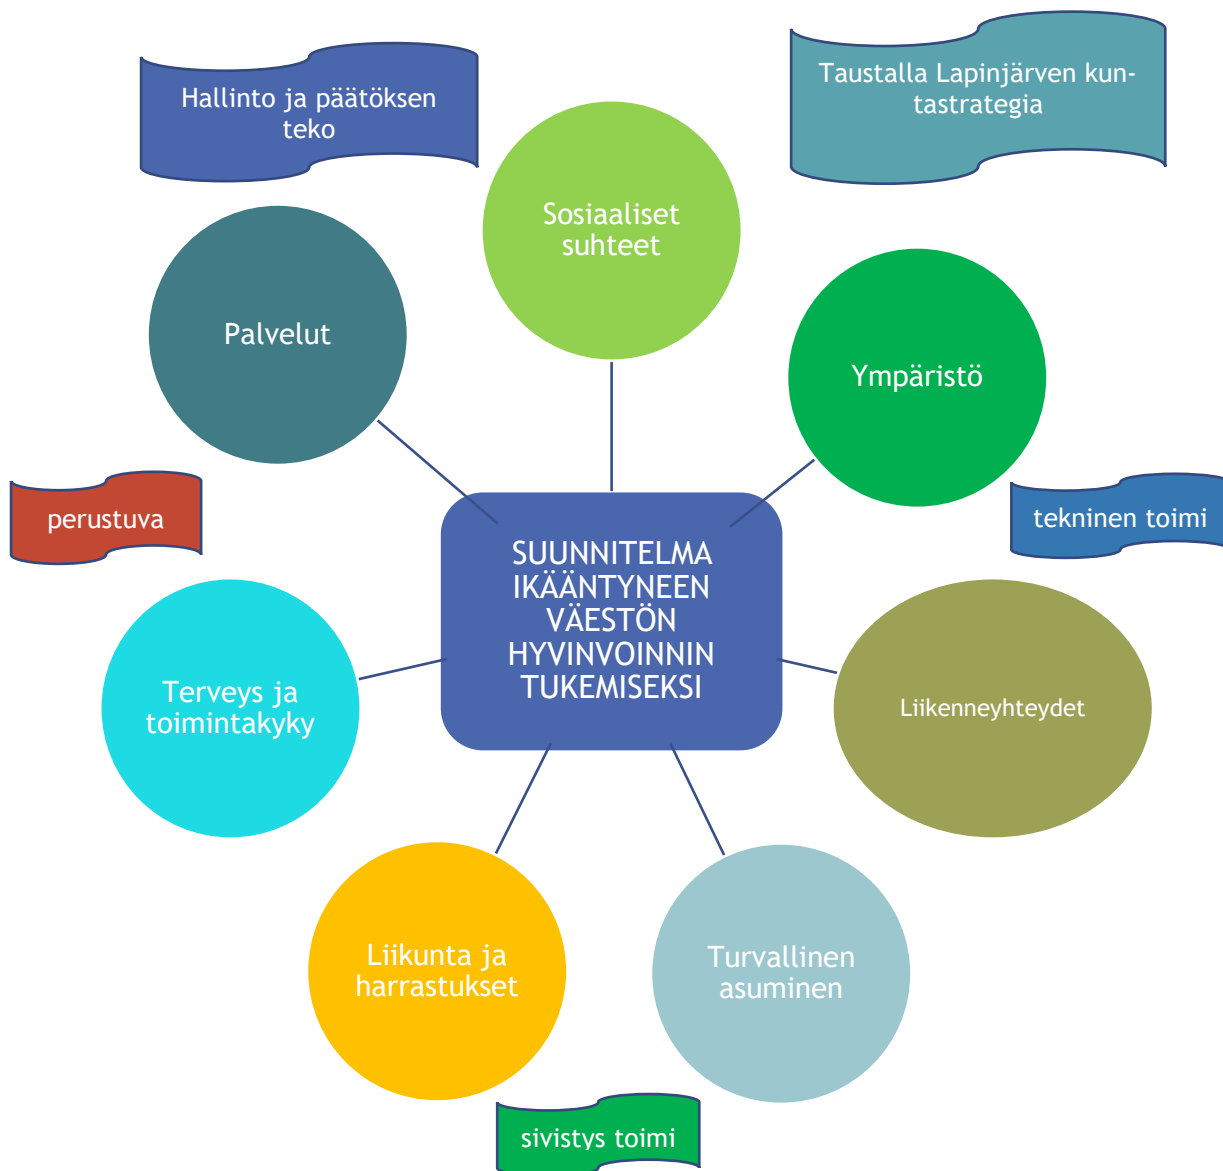 Hallinto ja päätöksen
teko
Taustalla Lapinjärven kun-
tastrategia
Sosiaaliset
suhteet
Palvelut
Ympäristö
perustuva
tekninen toimi
SUUNNITELMA
IKÄÄNTYNEEN
VÄESTÖN
HYVINVOINNIN
TUKEMISEKSI
Terveys ja
toimintakyky
Liikenneyhteydet
Liikunta ja
harrastukset
Turvallinen
asuminen
sivistys toimi